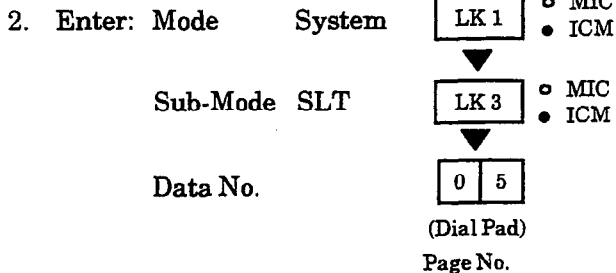 MIC
2. Enter: Mode System LK 1 ICM
Sub-Mode SLT LK 3 MIC
ICM
Data No. 0 5
(Dial Pad)
Page No.